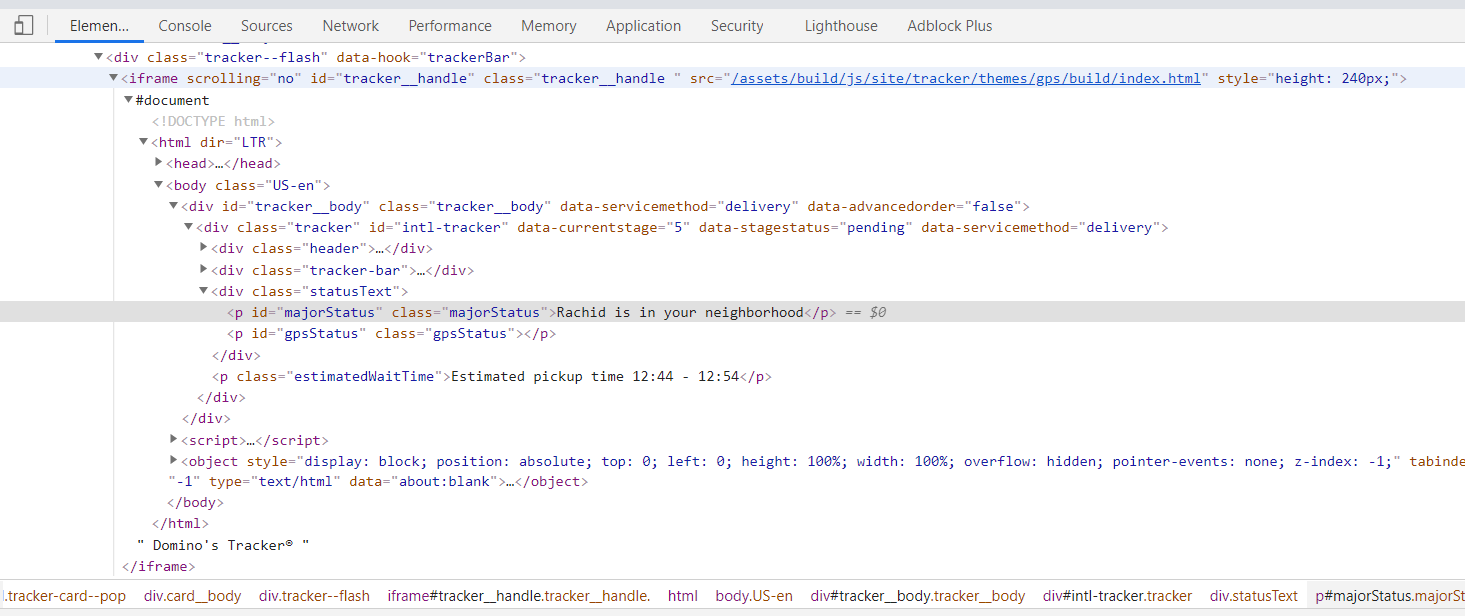 Elemen... Console Sources Network Performance Memory Application Security Lighthouse Adblock Plus
▼<div class="tracker--flash" data-hook="trackerBar">
▼<iframe scrolling="no" id="tracker__handle" class="tracker__handle " src="/assets/build/js/site/tracker/themes/gps/build/index.html" style="height: 240px;">
▼#document
<!DOCTYPE html>
▼<html dir="LTR">
▶<head>…</head>
▼<body class="US-en">
▼<div id="tracker__body" class="tracker__body" data-servicemethod="delivery" data-advancedorder="false">
▼<div class="tracker" id="intl-tracker" data-currentstage="5" data-stagestatus="pending" data-servicemethod="delivery">
▶<div class="header">…</div>
▶<div class="tracker-bar">…</div>
▼<div class="statusText">
<p id="majorStatus" class="majorStatus">Rachid is in your neighborhood</p> == $0
<p id="gpsStatus" class="gpsStatus"></p>
</div>
<p class="estimatedWaitTime">Estimated pickup time 12:44 - 12:54</p>
</div>
</div>
▶<script>…</script>
▶<object style="display: block; position: absolute; top: 0; left: 0; height: 100%; width: 100%; overflow: hidden; pointer-events: none; z-index: -1;" tabinde
"-1" type="text/html" data="about:blank">…</object>
</body>
</html>
" Domino's Tracker® "
</iframe>
.tracker-card--pop div.card__body div.tracker--flash iframe#tracker__handle.tracker__handle. html body.US-en div#tracker__body.tracker__body div#intl-tracker.tracker div.statusText p#majorStatus.majorSt